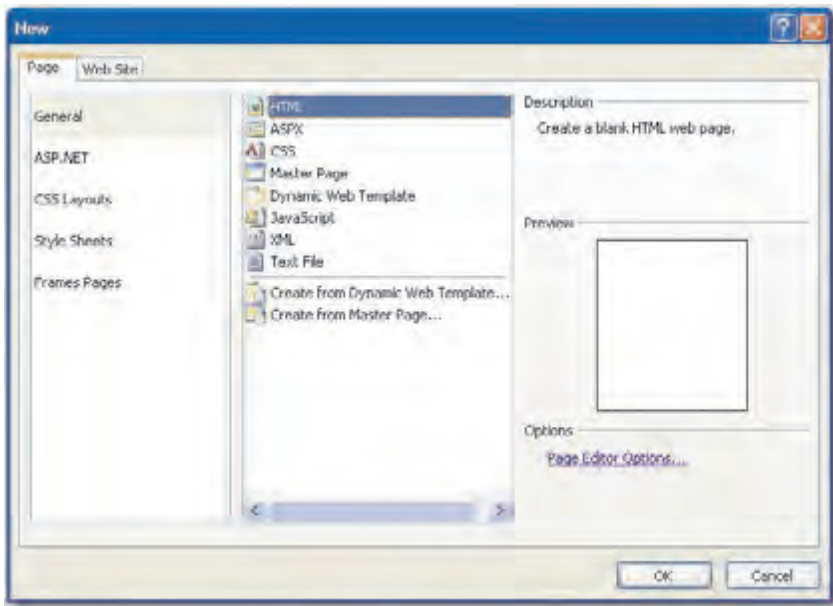 New
Page
Web Site
General
ASP.NET
CSS Layouts
Style Sheets
Frames Pages
HTML
ASPX
CSS
Master Page
Dynamic Web Template
JavaScript
XML
Text File
Create from Dynamic Web Template...
Create from Master Page...
Description
Create a blank HTML web page.
Preview
Options
Page Editor Options...
OK
Cancel